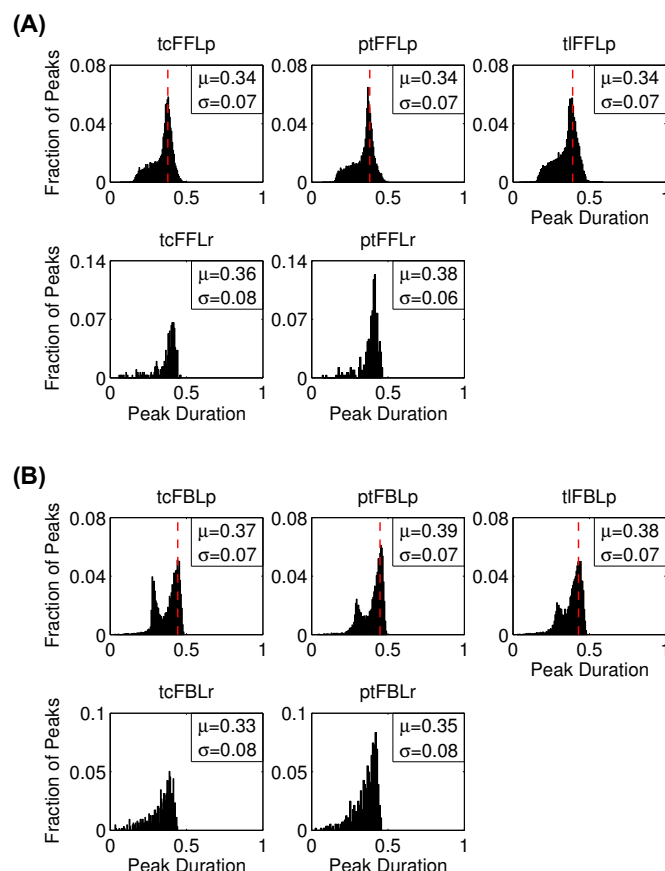 (A)
tcFFLp ptFFLp tlFFLp
Fraction of Peaks
0.08 0.04 0
μ=0.34
σ=0.07
0 0.5 1
0.08 0.04 0
μ=0.34
σ=0.07
0 0.5 1
0.08 0.04 0
μ=0.34
σ=0.07
0 0.5 1
Peak Duration
tcFFLr ptFFLr
Fraction of Peaks
0.14 0.07 0
μ=0.36
σ=0.08
0 0.5 1
Peak Duration
0.14 0.07 0
μ=0.38
σ=0.06
0 0.5 1
Peak Duration
(B)
tcFBLp ptFBLp tlFBLp
Fraction of Peaks
0.08 0.04 0
μ=0.37
σ=0.07
0 0.5 1
0.08 0.04 0
μ=0.39
σ=0.07
0 0.5 1
0.08 0.04 0
μ=0.38
σ=0.07
0 0.5 1
Peak Duration
tcFBLr ptFBLr
Fraction of Peaks
0.1 0.05 0
μ=0.33
σ=0.08
0 0.5 1
Peak Duration
0.1 0.05 0
μ=0.35
σ=0.08
0 0.5 1
Peak Duration